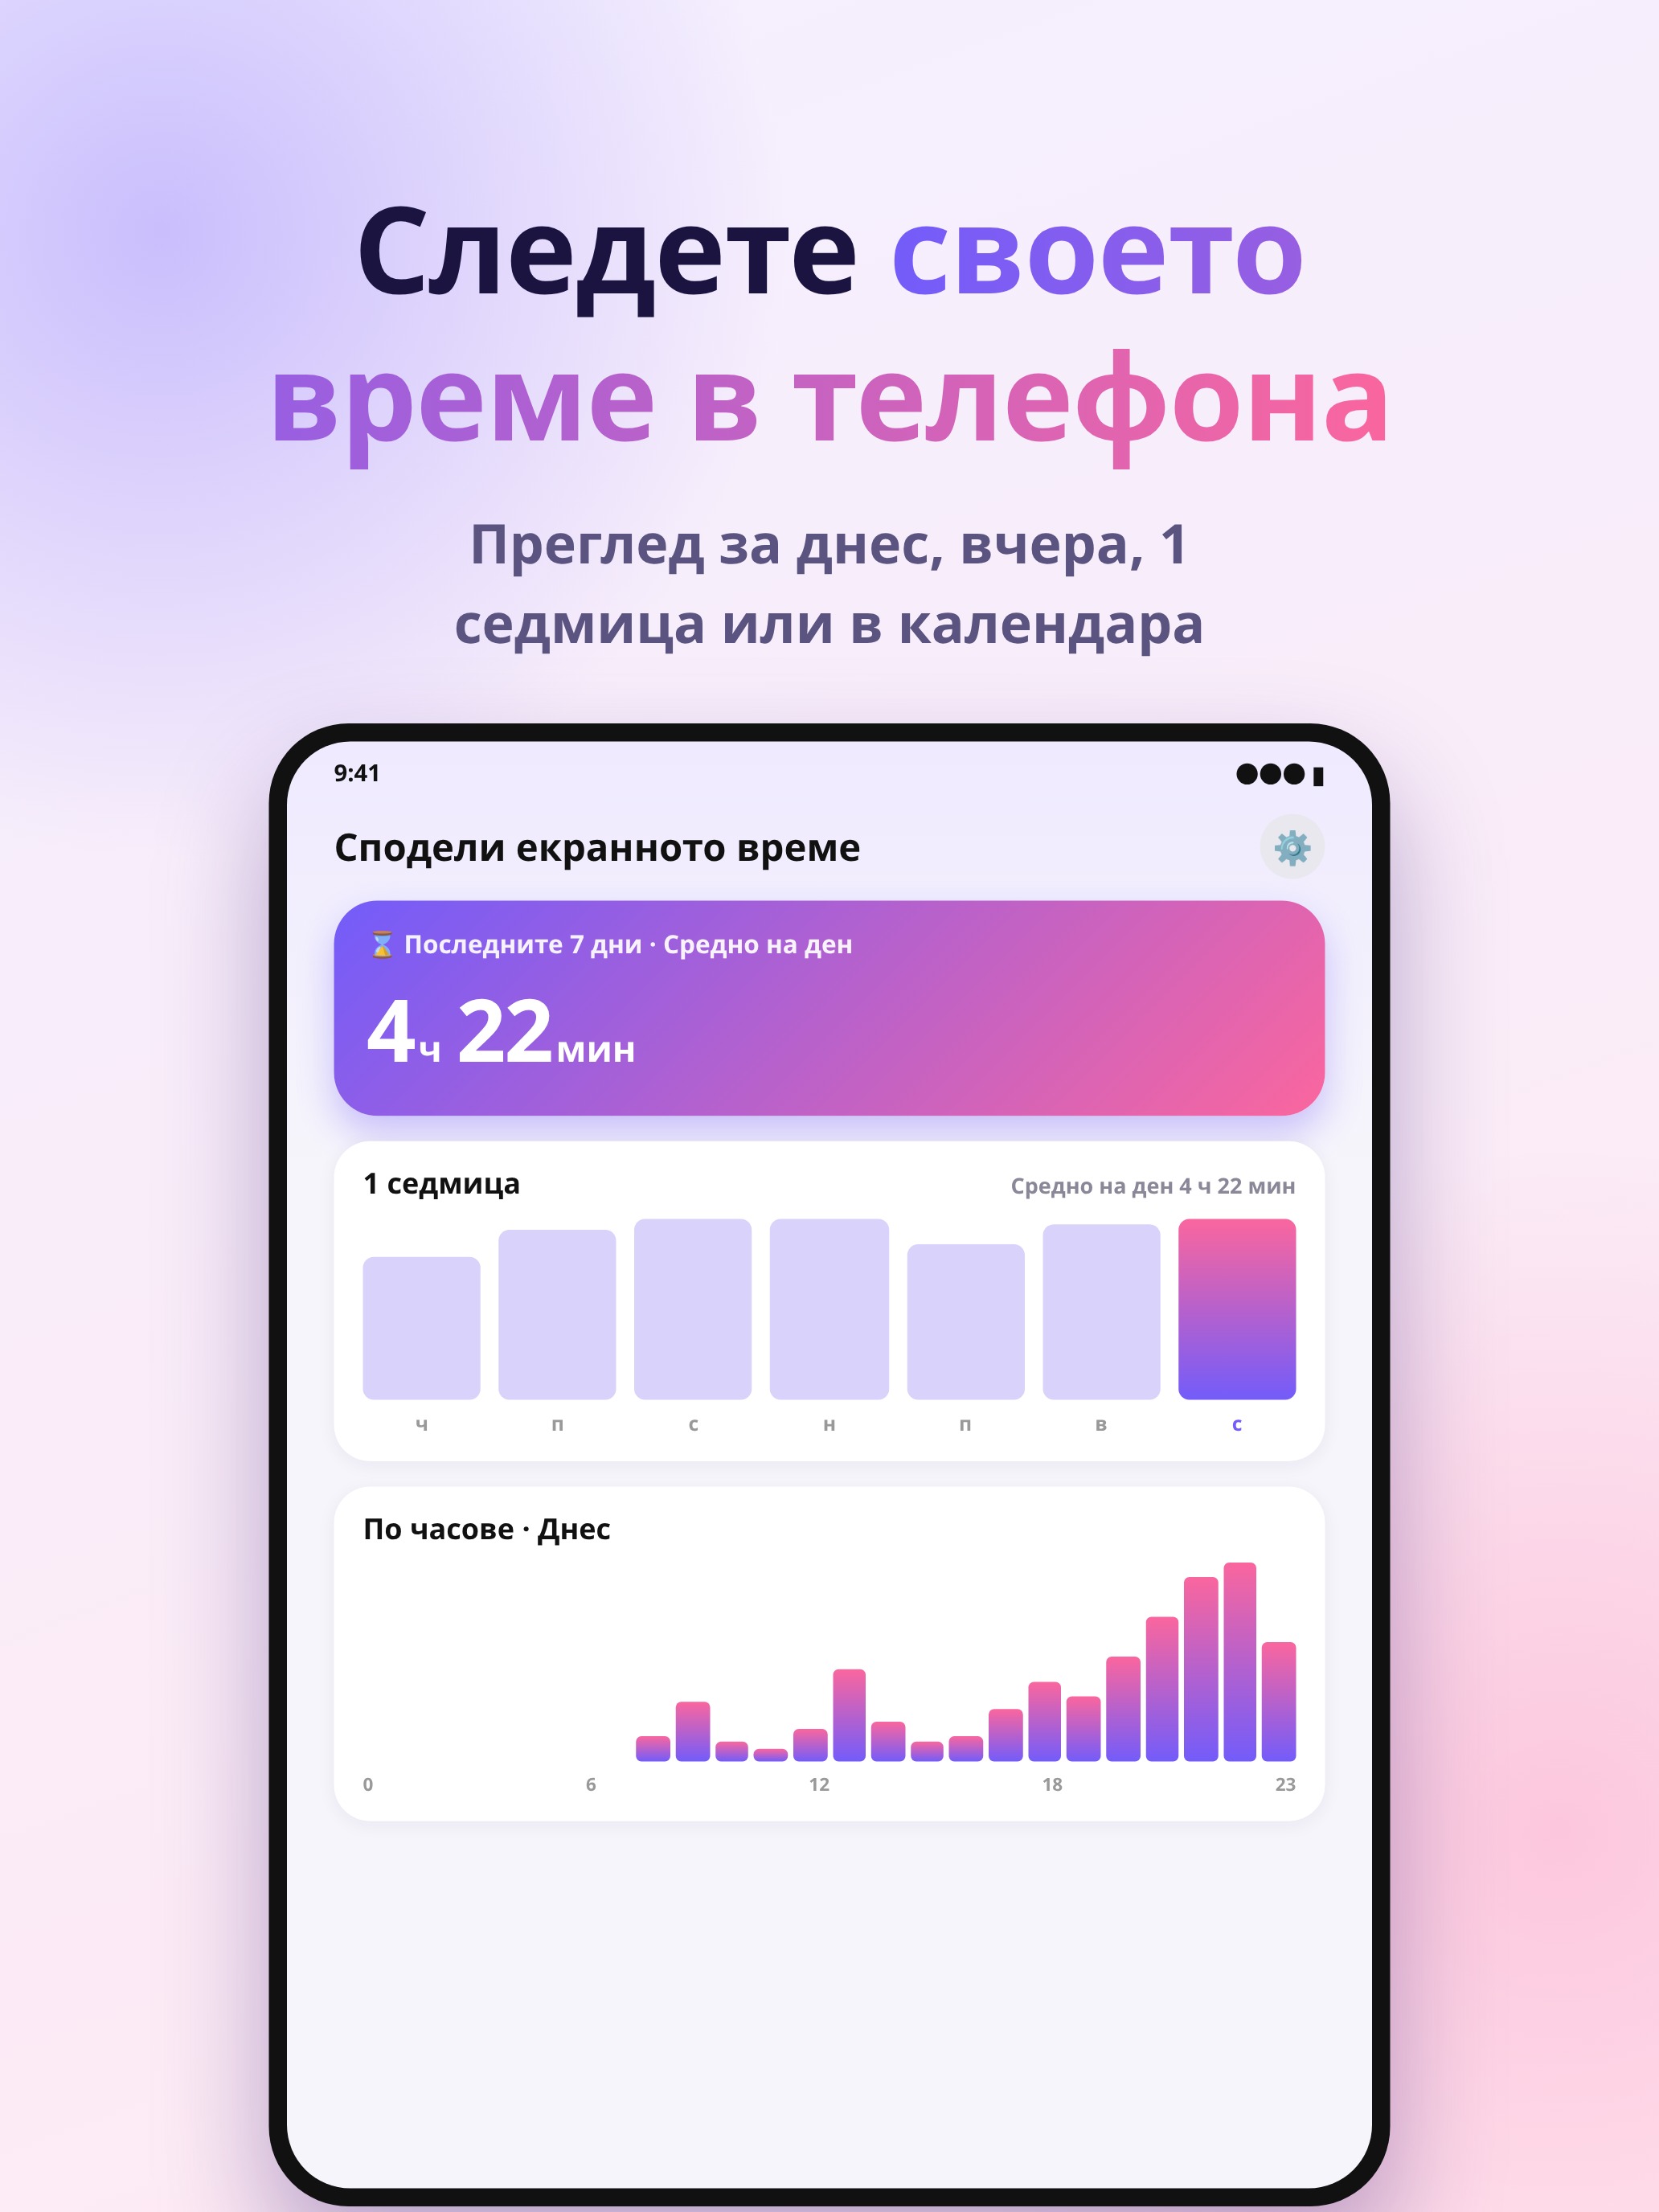 Следете своето
време в телефона
Преглед за днес, вчера, 1
седмица или в календара
9:41
Сподели екранното време
⌛ Последните 7 дни · Средно на ден
4ч 22мин
1 седмица
Средно на ден 4 ч 22 мин
ч п с н п в с
По часове · Днес
0 6 12 18 23